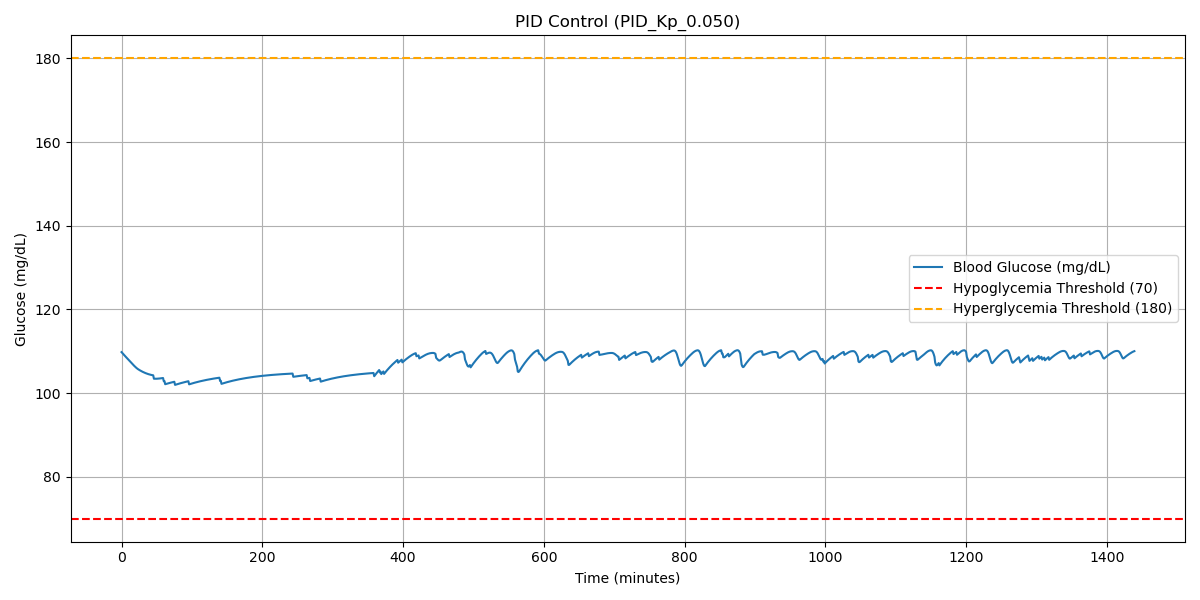 PID Control (PID_Kp_0.050)
180
160
140
120
100
80
Glucose (mg/dL)
Blood Glucose (mg/dL)
Hypoglycemia Threshold (70)
Hyperglycemia Threshold (180)
0 200 400 600 800 1000 1200 1400
Time (minutes)